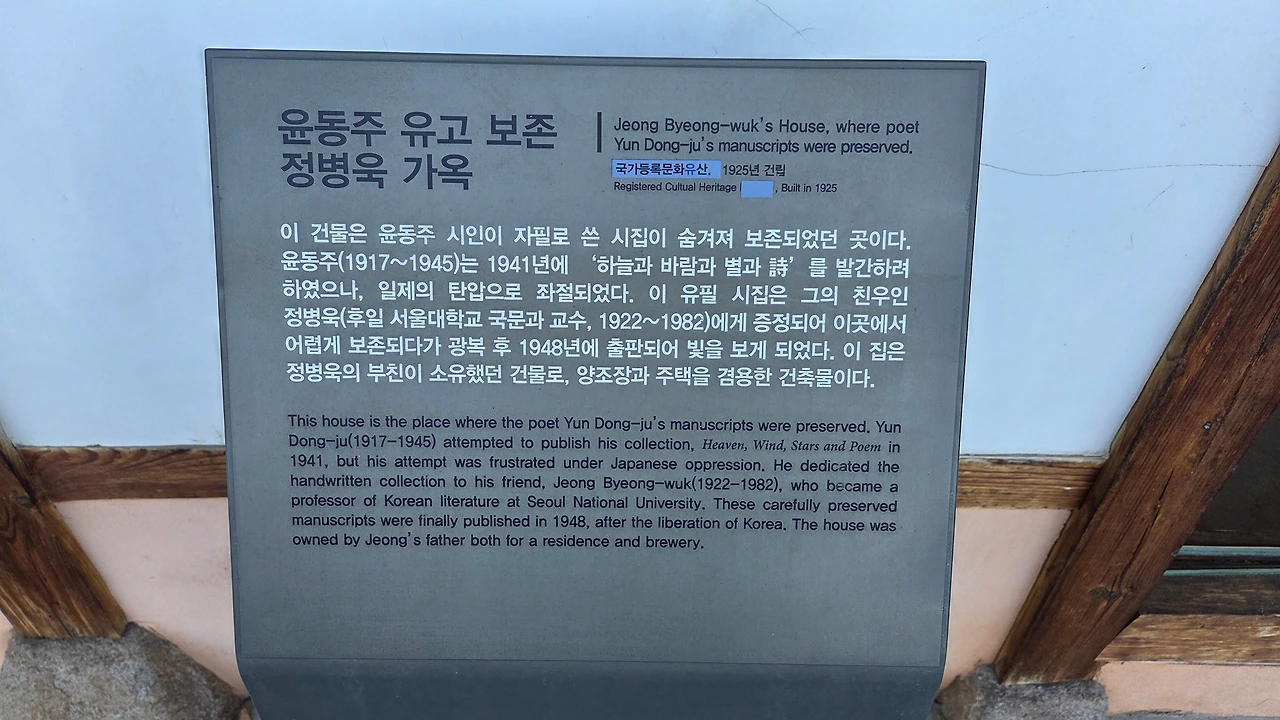 윤동주 유고 보존
정병욱 가옥
Jeong Byeong-wuk's House, where poet
Yun Dong-ju's manuscripts were preserved.
국가등록문화유산, 1925년 건립
Registered Cultual Heritage , Built in 1925
이 건물은 윤동주 시인이 자필로 쓴 시집이 숨겨져 보존되었던 곳이다.
윤동주(1917~1945)는 1941년에 ‘하늘과 바람과 별과 詩’를 발간하려
하였으나, 일제의 탄압으로 좌절되었다. 이 유필 시집은 그의 친우인
정병욱(후일 서울대학교 국문과 교수, 1922~1982)에게 증정되어 이곳에서
어렵게 보존되다가 광복 후 1948년에 출판되어 빛을 보게 되었다. 이 집은
정병욱의 부친이 소유했던 건물로, 양조장과 주택을 겸용한 건축물이다.
This house is the place where the poet Yun Dong-ju's manuscripts were preserved. Yun
Dong-ju(1917-1945) attempted to publish his collection, Heaven, Wind, Stars and Poem in
1941, but his attempt was frustrated under Japanese oppression. He dedicated the
handwritten collection to his friend, Jeong Byeong-wuk(1922-1982), who became a
professor of Korean literature at Seoul National University. These carefully preserved
manuscripts were finally published in 1948, after the liberation of Korea. The house was
owned by Jeong's father both for a residence and brewery.